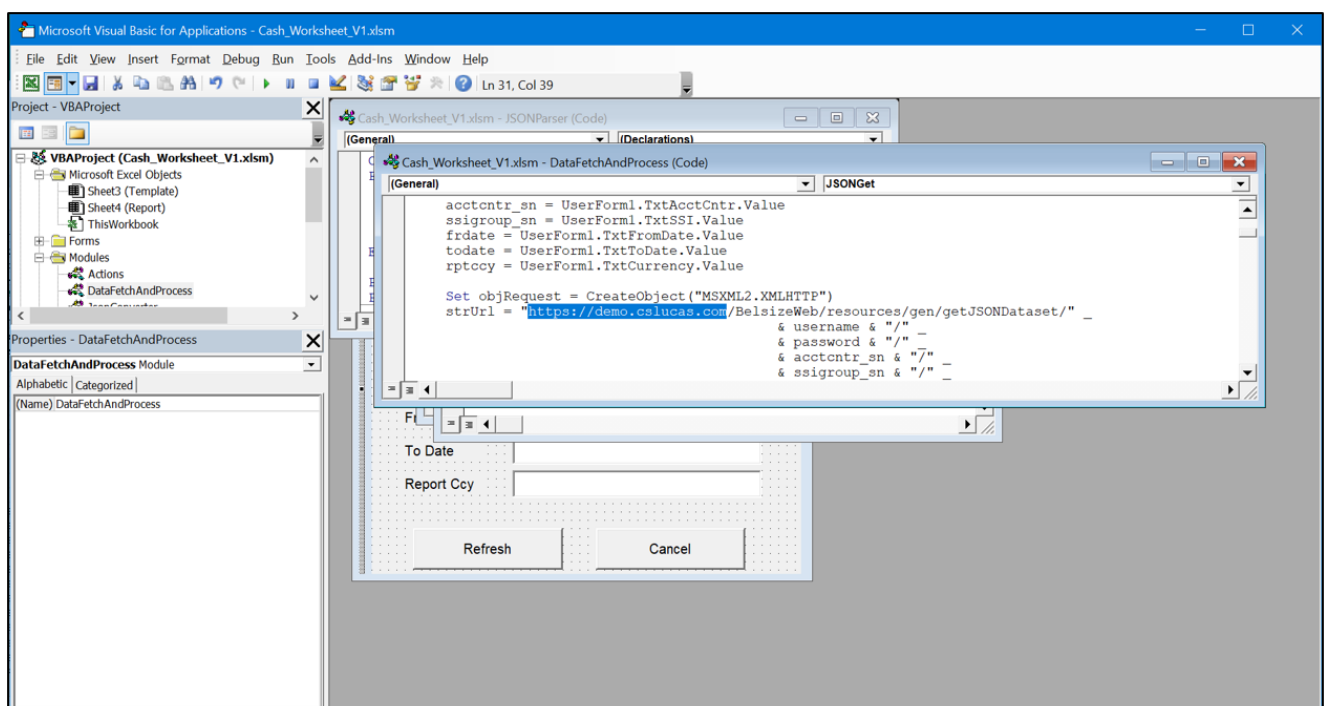 Microsoft Visual Basic for Applications - Cash_Worksheet_V1.xlsm
File Edit View Insert Format Debug Run Tools Add-Ins Window Help
Ln 31, Col 39
Project - VBAProject
VBAProject (Cash_Worksheet_V1.xlsm)
Microsoft Excel Objects
Sheet3 (Template)
Sheet4 (Report)
ThisWorkbook
Forms
Modules
Actions
DataFetchAndProcess
JsonConverter
Properties - DataFetchAndProcess
DataFetchAndProcess Module
Alphabetic Categorized
(Name) DataFetchAndProcess
Cash_Worksheet_V1.xlsm - JSONParser (Code)
(General) (Declarations)
Cash_Worksheet_V1.xlsm - DataFetchAndProcess (Code)
(General) JSONGet
acctcntr_sn = UserForm1.TxtAcctCntr.Value
ssigroup_sn = UserForm1.TxtSSI.Value
frdate = UserForm1.TxtFromDate.Value
todate = UserForm1.TxtToDate.Value
rptccy = UserForm1.TxtCurrency.Value
Set objRequest = CreateObject("MSXML2.XMLHTTP")
strUrl = "https://demo.cslucas.com/BelsizeWeb/resources/gen/getJSONDataset/" _
& username & "/" _
& password & "/" _
& acctcntr_sn & "/" _
& ssigroup_sn & "/" _
To Date
Report Ccy
Refresh Cancel